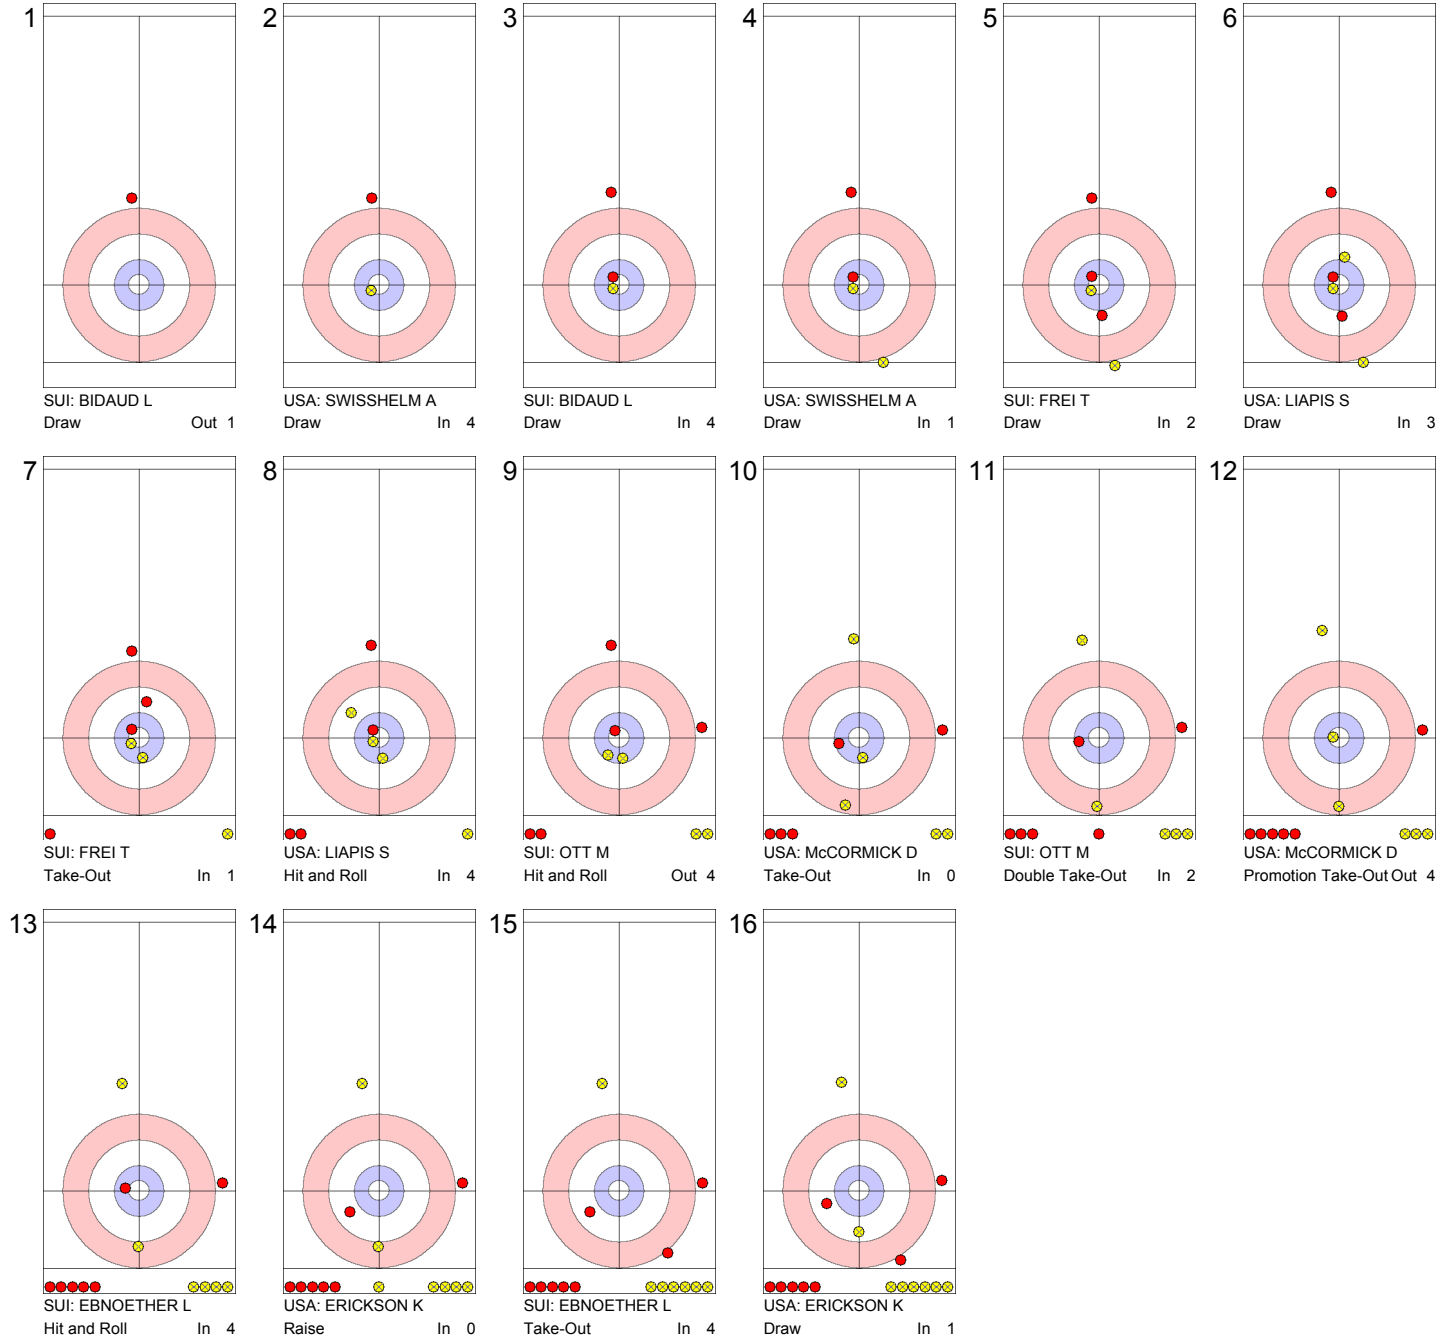 1 2 3 4 5 6
SUI: BIDAUD L USA: SWISSHELM A SUI: BIDAUD L USA: SWISSHELM A SUI: FREI T USA: LIAPIS S
Draw Out 1 Draw In 4 Draw In 4 Draw In 1 Draw In 2 Draw In 3
7 8 9 10 11 12
SUI: FREI T USA: LIAPIS S SUI: OTT M USA: McCORMICK D SUI: OTT M USA: McCORMICK D
Take-Out In 1 Hit and Roll In 4 Hit and Roll Out 4 Take-Out In 0 Double Take-Out In 2 Promotion Take-Out Out 4
13 14 15 16
SUI: EBNOETHER L USA: ERICKSON K SUI: EBNOETHER L USA: ERICKSON K
Hit and Roll In 4 Raise In 0 Take-Out In 4 Draw In 1